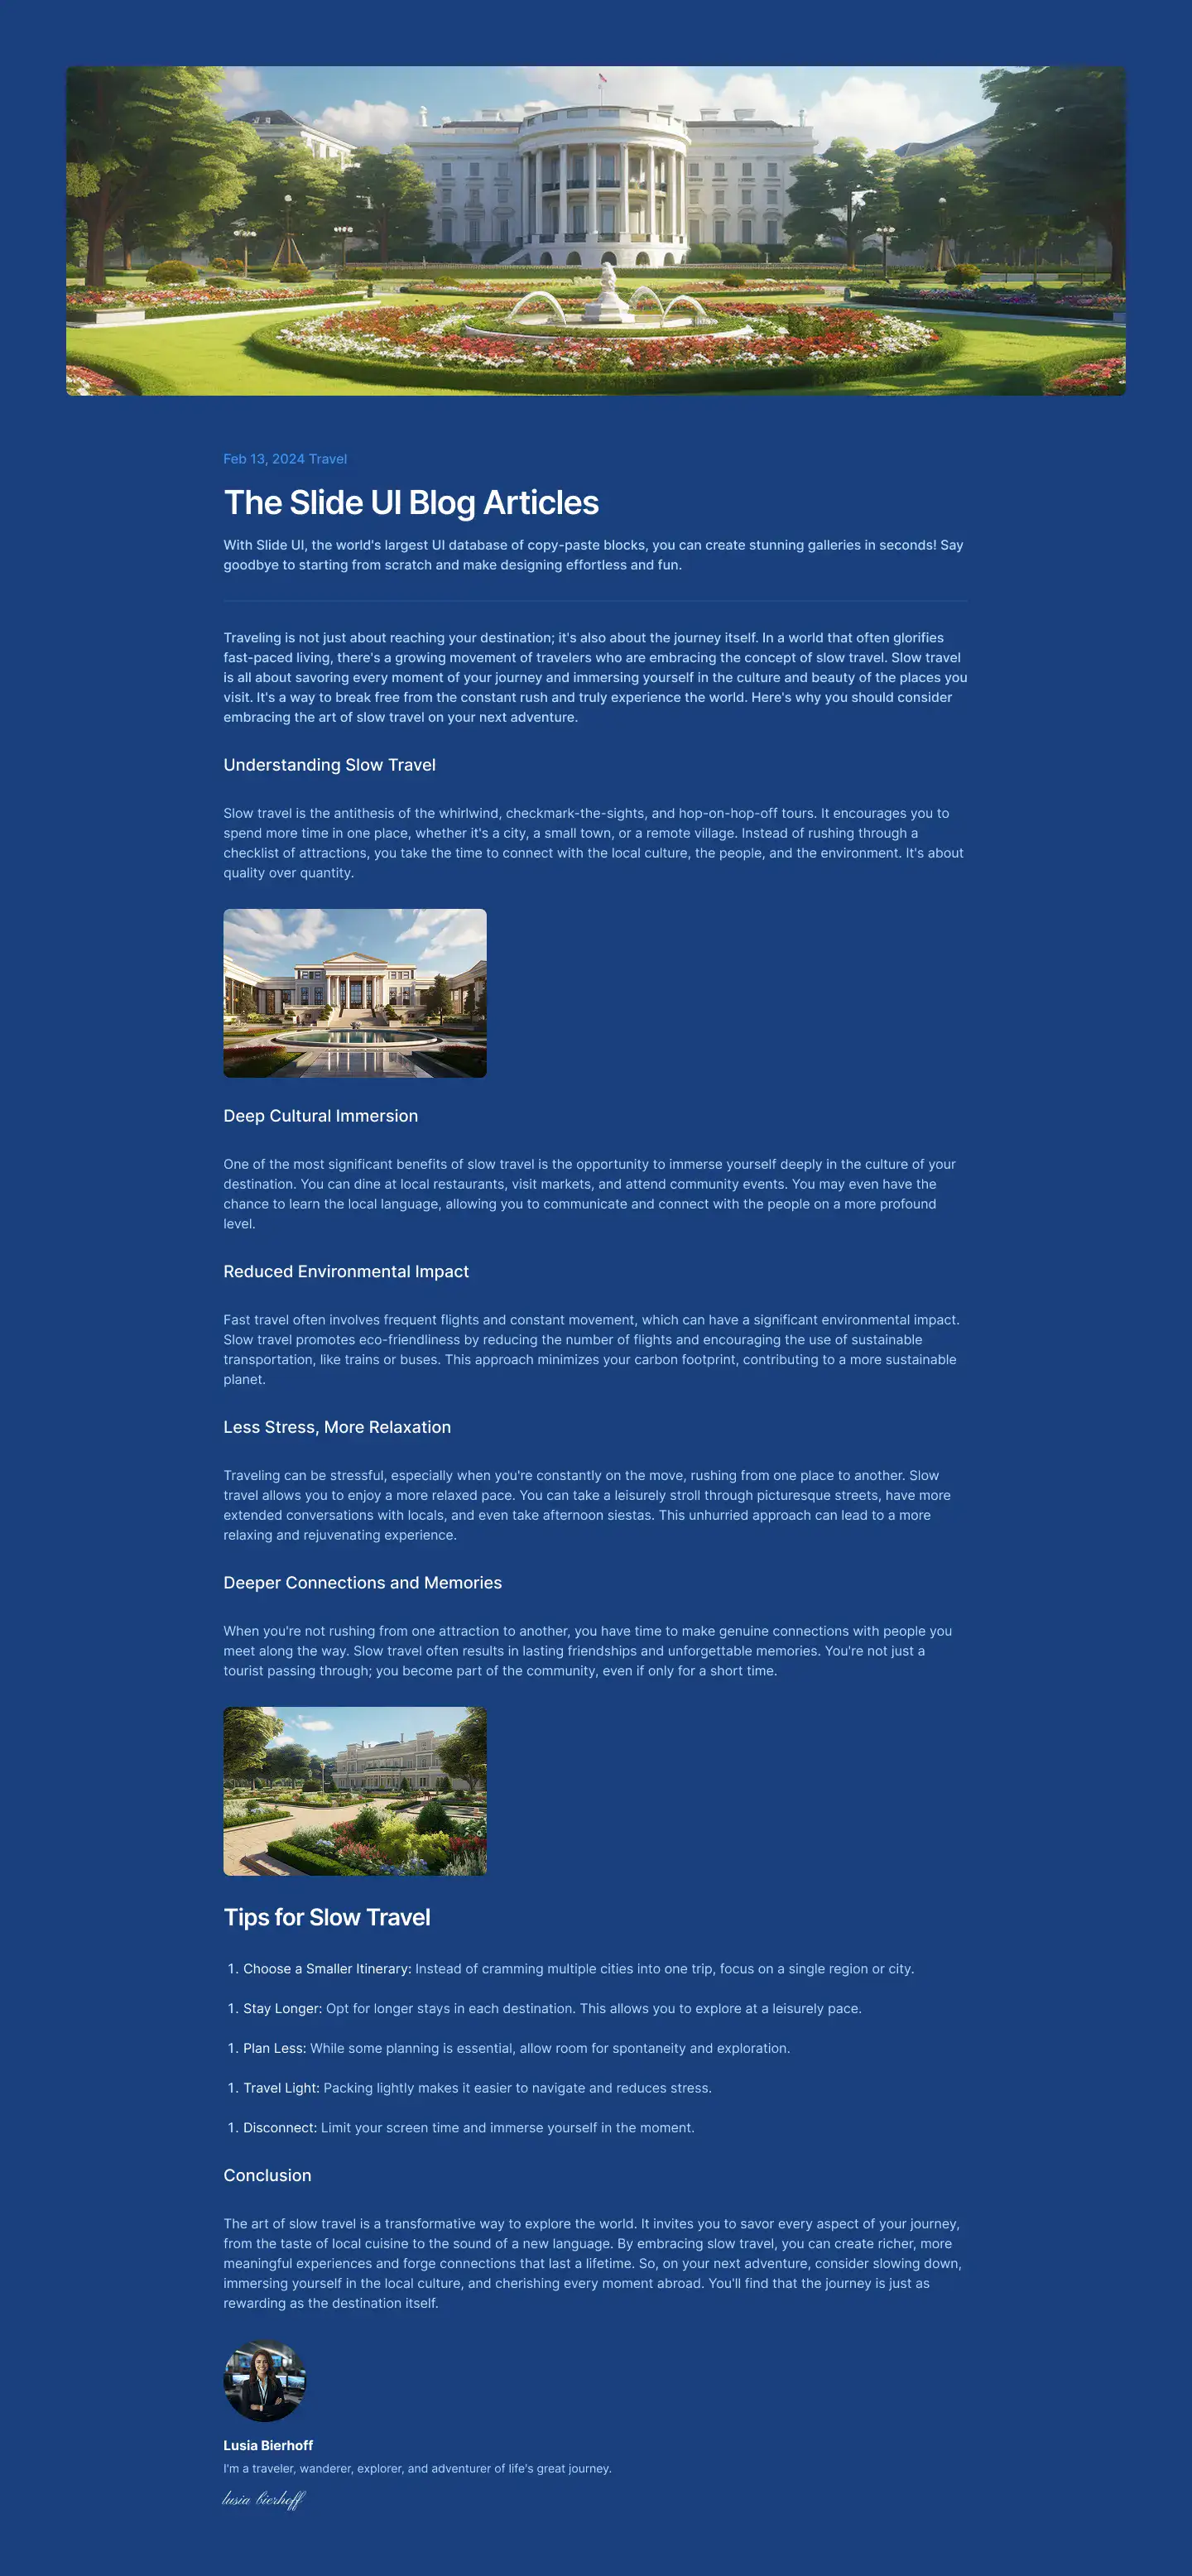 Feb 13, 2024 Travel
The Slide UI Blog Articles
With Slide UI, the world's largest UI database of copy-paste blocks, you can create stunning galleries in seconds! Say
goodbye to starting from scratch and make designing effortless and fun.
Traveling is not just about reaching your destination; it's also about the journey itself. In a world that often glorifies
fast-paced living, there's a growing movement of travelers who are embracing the concept of slow travel. Slow travel
is all about savoring every moment of your journey and immersing yourself in the culture and beauty of the places you
visit. It's a way to break free from the constant rush and truly experience the world. Here's why you should consider
embracing the art of slow travel on your next adventure.
Understanding Slow Travel
Slow travel is the antithesis of the whirlwind, checkmark-the-sights, and hop-on-hop-off tours. It encourages you to
spend more time in one place, whether it's a city, a small town, or a remote village. Instead of rushing through a
checklist of attractions, you take the time to connect with the local culture, the people, and the environment. It's about
quality over quantity.
Deep Cultural Immersion
One of the most significant benefits of slow travel is the opportunity to immerse yourself deeply in the culture of your
destination. You can dine at local restaurants, visit markets, and attend community events. You may even have the
chance to learn the local language, allowing you to communicate and connect with the people on a more profound
level.
Reduced Environmental Impact
Fast travel often involves frequent flights and constant movement, which can have a significant environmental impact.
Slow travel promotes eco-friendliness by reducing the number of flights and encouraging the use of sustainable
transportation, like trains or buses. This approach minimizes your carbon footprint, contributing to a more sustainable
planet.
Less Stress, More Relaxation
Traveling can be stressful, especially when you're constantly on the move, rushing from one place to another. Slow
travel allows you to enjoy a more relaxed pace. You can take a leisurely stroll through picturesque streets, have more
extended conversations with locals, and even take afternoon siestas. This unhurried approach can lead to a more
relaxing and rejuvenating experience.
Deeper Connections and Memories
When you're not rushing from one attraction to another, you have time to make genuine connections with people you
meet along the way. Slow travel often results in lasting friendships and unforgettable memories. You're not just a
tourist passing through; you become part of the community, even if only for a short time.
Tips for Slow Travel
1. Choose a Smaller Itinerary: Instead of cramming multiple cities into one trip, focus on a single region or city.
1. Stay Longer: Opt for longer stays in each destination. This allows you to explore at a leisurely pace.
1. Plan Less: While some planning is essential, allow room for spontaneity and exploration.
1. Travel Light: Packing lightly makes it easier to navigate and reduces stress.
1. Disconnect: Limit your screen time and immerse yourself in the moment.
Conclusion
The art of slow travel is a transformative way to explore the world. It invites you to savor every aspect of your journey,
from the taste of local cuisine to the sound of a new language. By embracing slow travel, you can create richer, more
meaningful experiences and forge connections that last a lifetime. So, on your next adventure, consider slowing down,
immersing yourself in the local culture, and cherishing every moment abroad. You'll find that the journey is just as
rewarding as the destination itself.
Lusia Bierhoff
I'm a traveler, wanderer, explorer, and adventurer of life's great journey.
lusia bierhoff